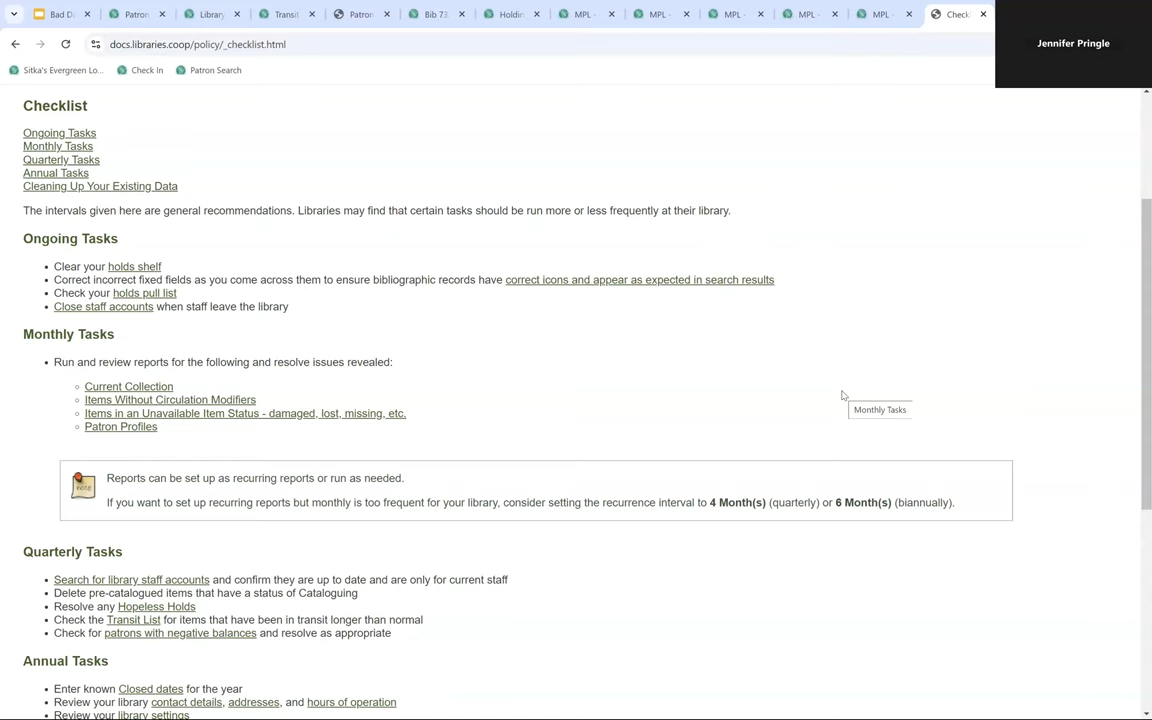 Bad Da
Patron
Library
Transit
Patron
Bib 73
Holdin
MPL -
MPL -
MPL -
MPL -
MPL -
Check
docs.libraries.coop/policy/_checklist.html
Jennifer Pringle
Sitka's Evergreen Lo...
Check In
Patron Search
Checklist
Ongoing Tasks
Monthly Tasks
Quarterly Tasks
Annual Tasks
Cleaning Up Your Existing Data
The intervals given here are general recommendations. Libraries may find that certain tasks should be run more or less frequently at their library.
Ongoing Tasks
• Clear your holds shelf
• Correct incorrect fixed fields as you come across them to ensure bibliographic records have correct icons and appear as expected in search results
• Check your holds pull list
• Close staff accounts when staff leave the library
Monthly Tasks
• Run and review reports for the following and resolve issues revealed:
◦ Current Collection
◦ Items Without Circulation Modifiers
◦ Items in an Unavailable Item Status - damaged, lost, missing, etc.
◦ Patron Profiles
Monthly Tasks
note
Reports can be set up as recurring reports or run as needed.
If you want to set up recurring reports but monthly is too frequent for your library, consider setting the recurrence interval to 4 Month(s) (quarterly) or 6 Month(s) (biannually).
Quarterly Tasks
• Search for library staff accounts and confirm they are up to date and are only for current staff
• Delete pre-catalogued items that have a status of Cataloguing
• Resolve any Hopeless Holds
• Check the Transit List for items that have been in transit longer than normal
• Check for patrons with negative balances and resolve as appropriate
Annual Tasks
• Enter known Closed dates for the year
• Review your library contact details, addresses, and hours of operation
• Review your library settings